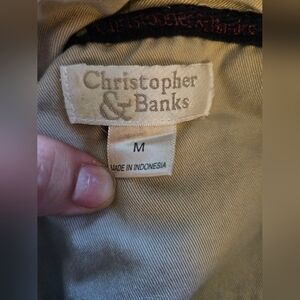 Christopher
& Banks
M
MADE IN INDONESIA